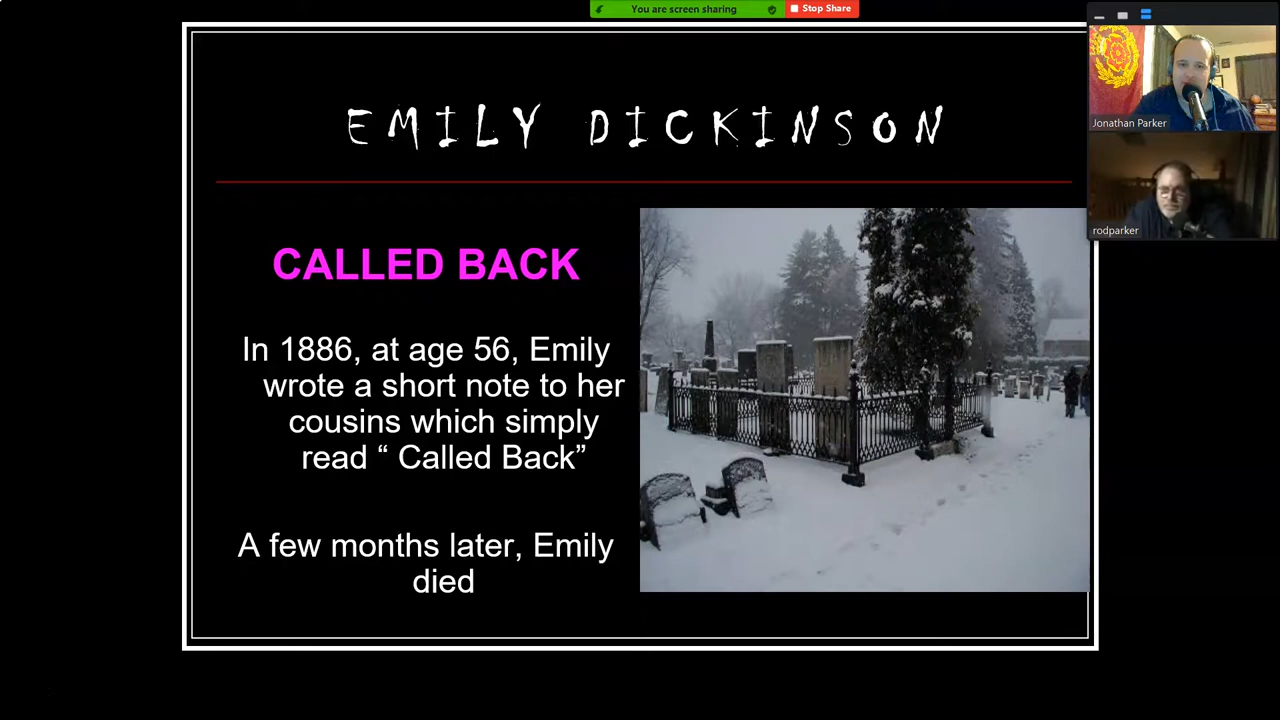 You are screen sharing
Stop Share
EMILY DICKINSON
Jonathan Parker
rodparker
CALLED BACK
In 1886, at age 56, Emily
wrote a short note to her
cousins which simply
read “ Called Back”
A few months later, Emily
died